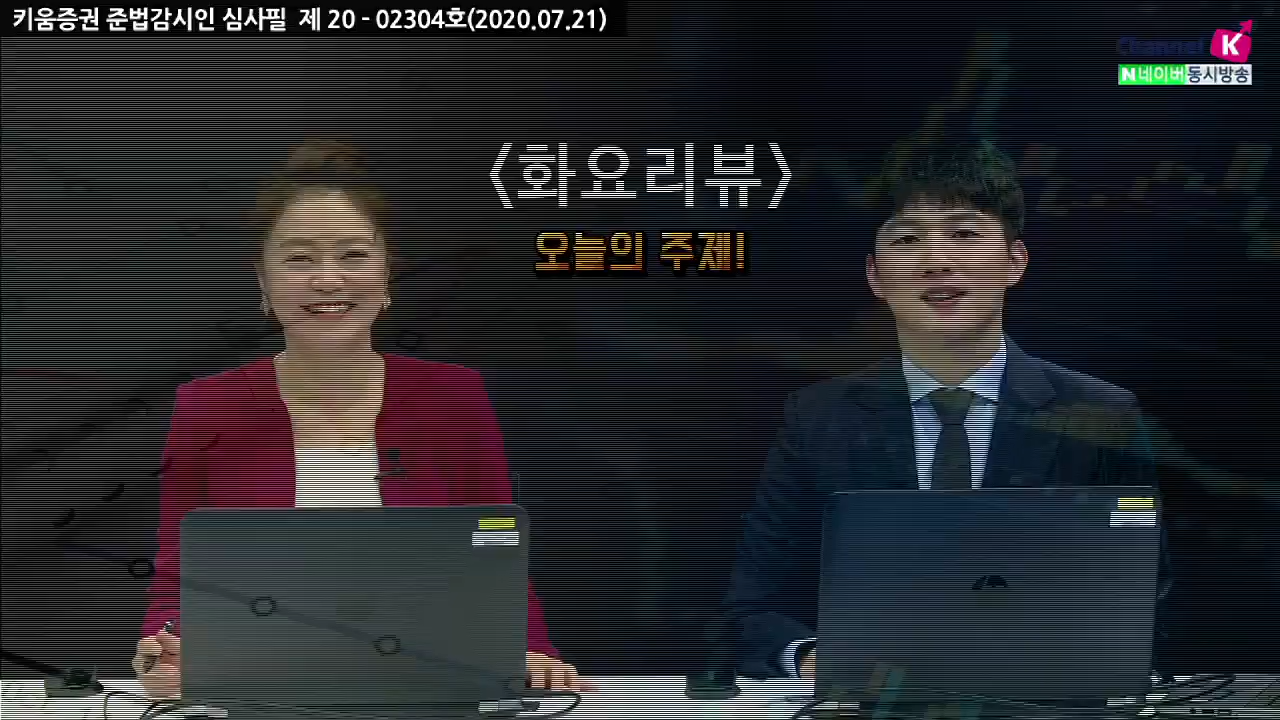 키움증권 준법감시인 심사필 제 20 - 02304호(2020.07.21)
Channel K
N 네이버 동시방송
〈화요리뷰〉
오늘의 주제!